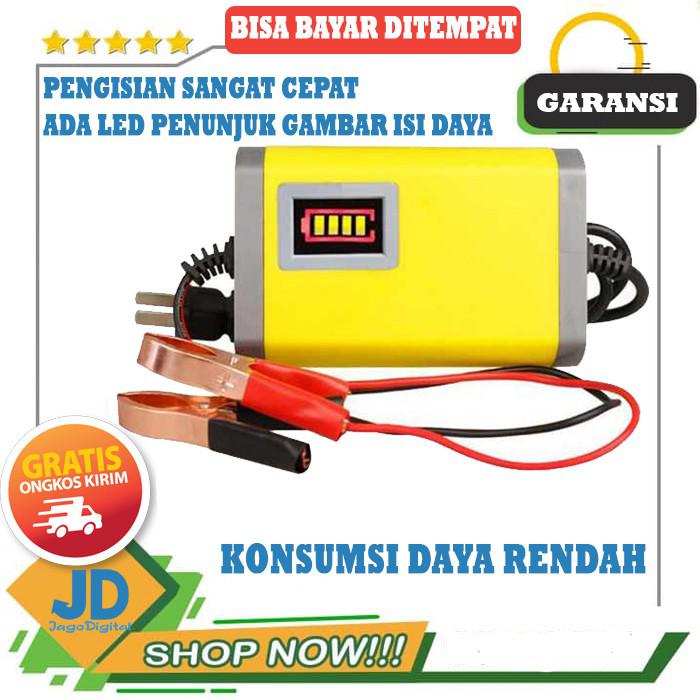 BISA BAYAR DITEMPAT
PENGISIAN SANGAT CEPAT
ADA LED PENUNJUK GAMBAR ISI DAYA
GARANSI
GRATIS
ONGKOS KIRIM
KONSUMSI DAYA RENDAH
JD
JagoDigital
SHOP NOW!!!